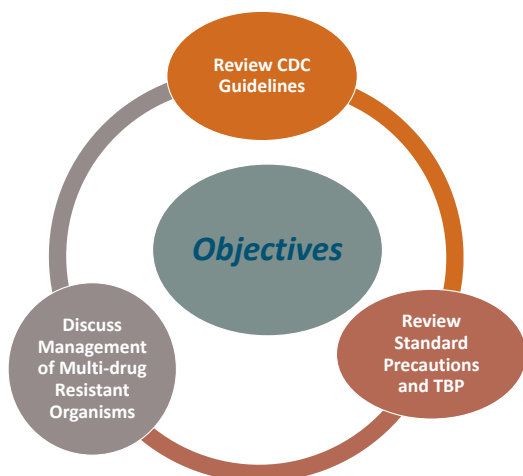 Review CDC
Guidelines
Objectives
Review
Standard
Precautions
and TBP
Discuss
Management
of Multi-drug
Resistant
Organisms